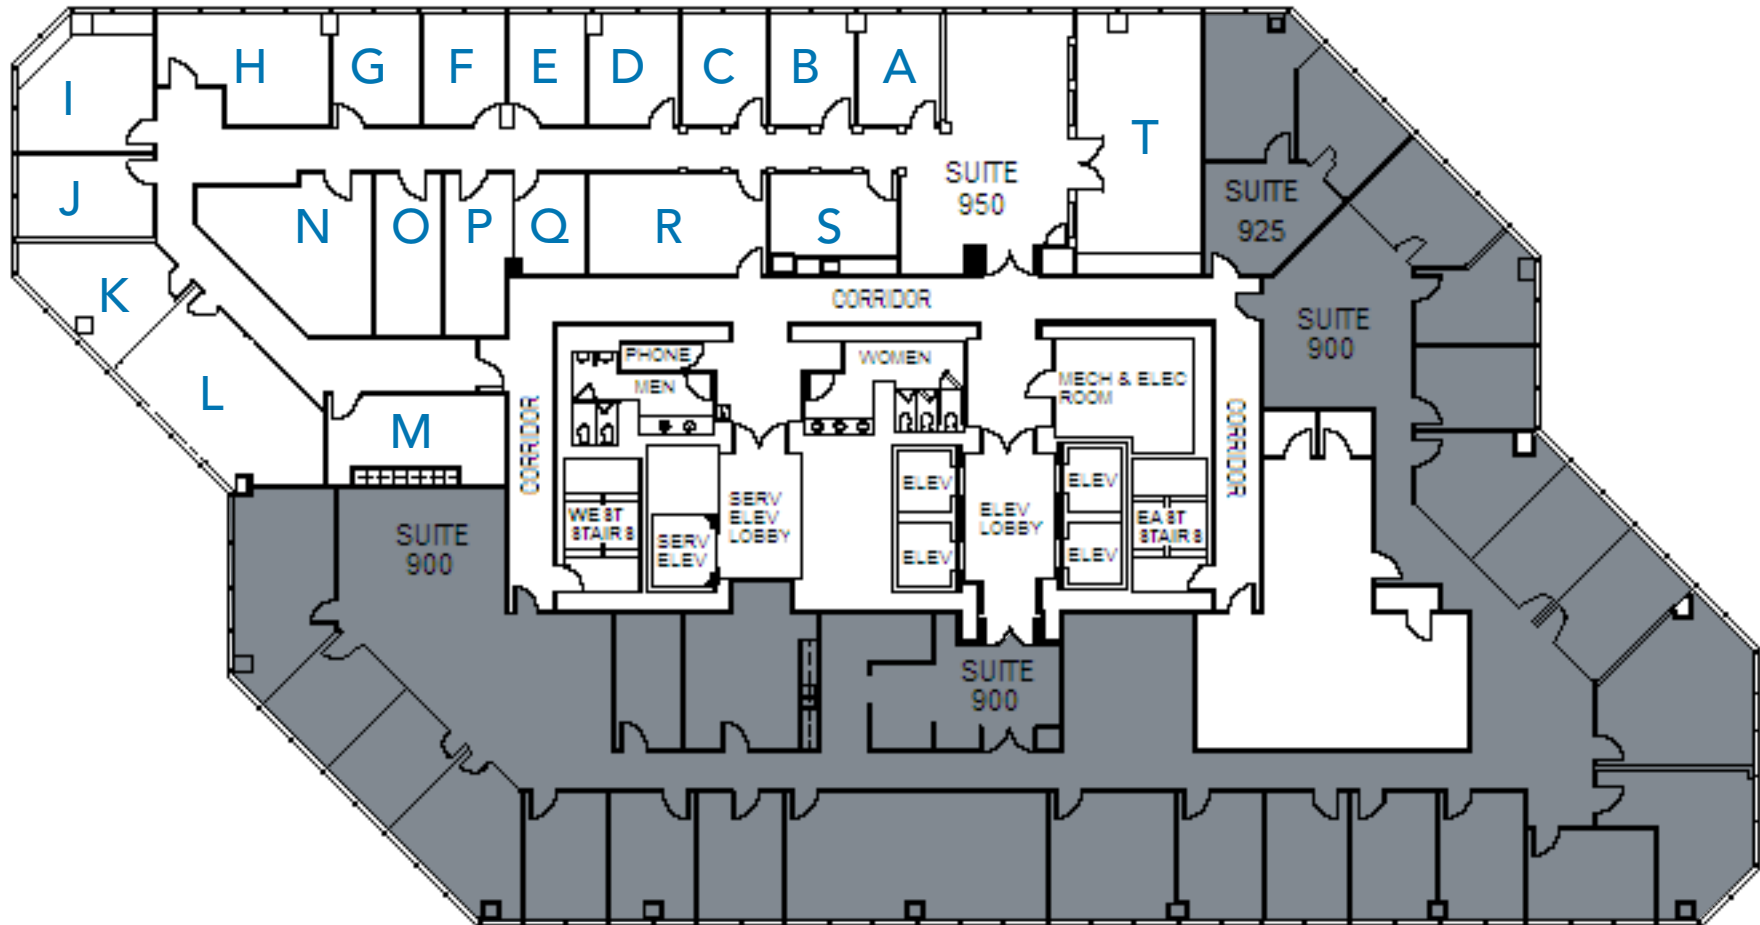 H
G
F
E
D
C
B
A
I
T
J
N
O
P
Q
R
S
SUITE
950
SUITE
925
K
CORRIDOR
SUITE
900
L
M
PHONE
MEN
WOMEN
MECH & ELEC
ROOM
CORRIDOR
CORRIDOR
SERV
ELEV
LOBBY
ELEV
ELEV
ELEV
LOBBY
ELEV
ELEV
WEST
STAIRS
SERV
ELEV
EAST
STAIRS
SUITE
900
SUITE
900